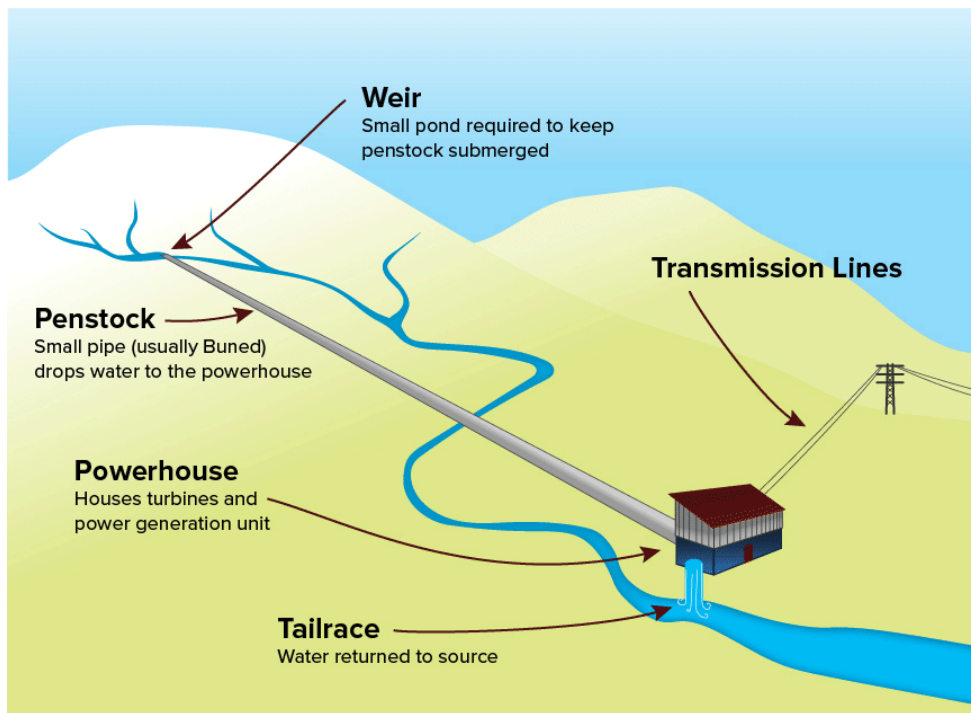 Weir
Small pond required to keep
penstock submerged
Transmission Lines
Penstock
Small pipe (usually Buned)
drops water to the powerhouse
Powerhouse
Houses turbines and
power generation unit
Tailrace
Water returned to source